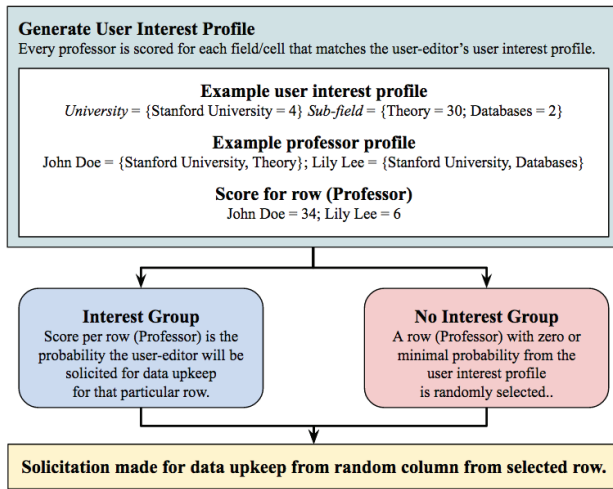 Generate User Interest Profile
Every professor is scored for each field/cell that matches the user-editor's user interest profile.
Example user interest profile
University = {Stanford University = 4} Sub-field = {Theory = 30; Databases = 2}
Example professor profile
John Doe = {Stanford University, Theory}; Lily Lee = {Stanford University, Databases}
Score for row (Professor)
John Doe = 34; Lily Lee = 6
Interest Group
Score per row (Professor) is the
probability the user-editor will be
solicited for data upkeep
for that particular row.
No Interest Group
A row (Professor) with zero or
minimal probability from the
user interest profile
is randomly selected..
Solicitation made for data upkeep from random column from selected row.